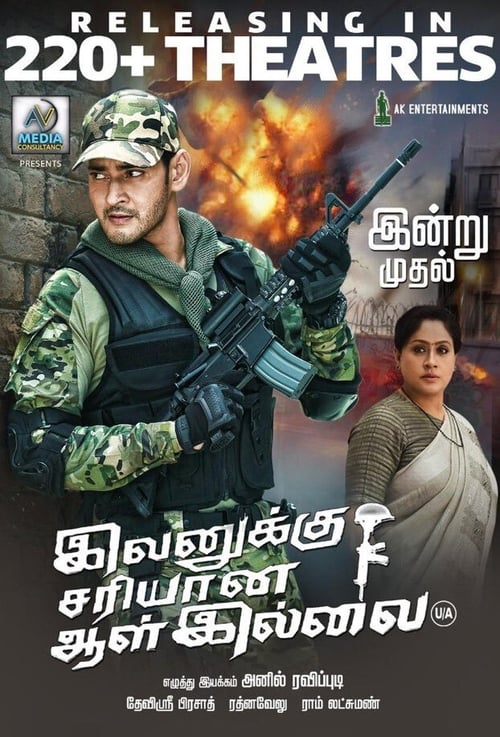 RELEASING IN
220+ THEATRES
AV
MEDIA
CONSULTANCY
PRESENTS
AK ENTERTAINMENTS
இன்று
முதல்
இவனுக்கு
சரியான
ஆள் இல்லை
U/A
எழுத்து இயக்கம் அனில் ரவிப்புடி
தேவிஸ்ரீ பிரசாத் ரத்னவேலு ராம் லட்சுமண்